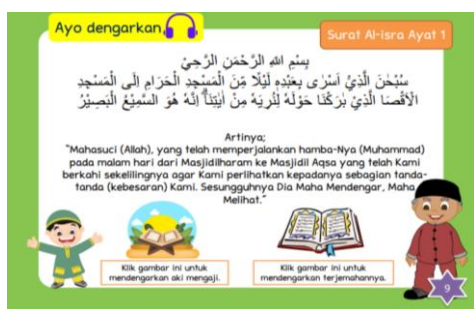 Ayo dengarkan
Surat Al-isra Ayat 1
بِسْمِ اللهِ الرَّحْمَنِ الرَّحِيْ
سُبْحٰنَ الَّذِيْٓ اَسْرٰى بِعَبْدِهٖ لَيْلًا مِّنَ الْمَسْجِدِ الْحَرَامِ اِلَى الْمَسْجِدِ
الْاَقْصَا الَّذِيْ بٰرَكْنَا حَوْلَهٗ لِنُرِيَهٗ مِنْ اٰيٰتِنَاۗ اِنَّهٗ هُوَ السَّمِيْعُ الْبَصِيْرُ
Artinya;
"Mahasuci (Allah), yang telah memperjalankan hamba-Nya (Muhammad)
pada malam hari dari Masjidilharam ke Masjidil Aqsa yang telah Kami
berkahi sekelilingnya agar Kami perlihatkan kepadanya sebagian tanda-
tanda (kebesaran) Kami. Sesungguhnya Dia Maha Mendengar, Maha
Melihat."
Klik gambar ini untuk
mendengarkan aki mengaji.
Klik gambar ini untuk
mendengarkan terjemahannya.
9